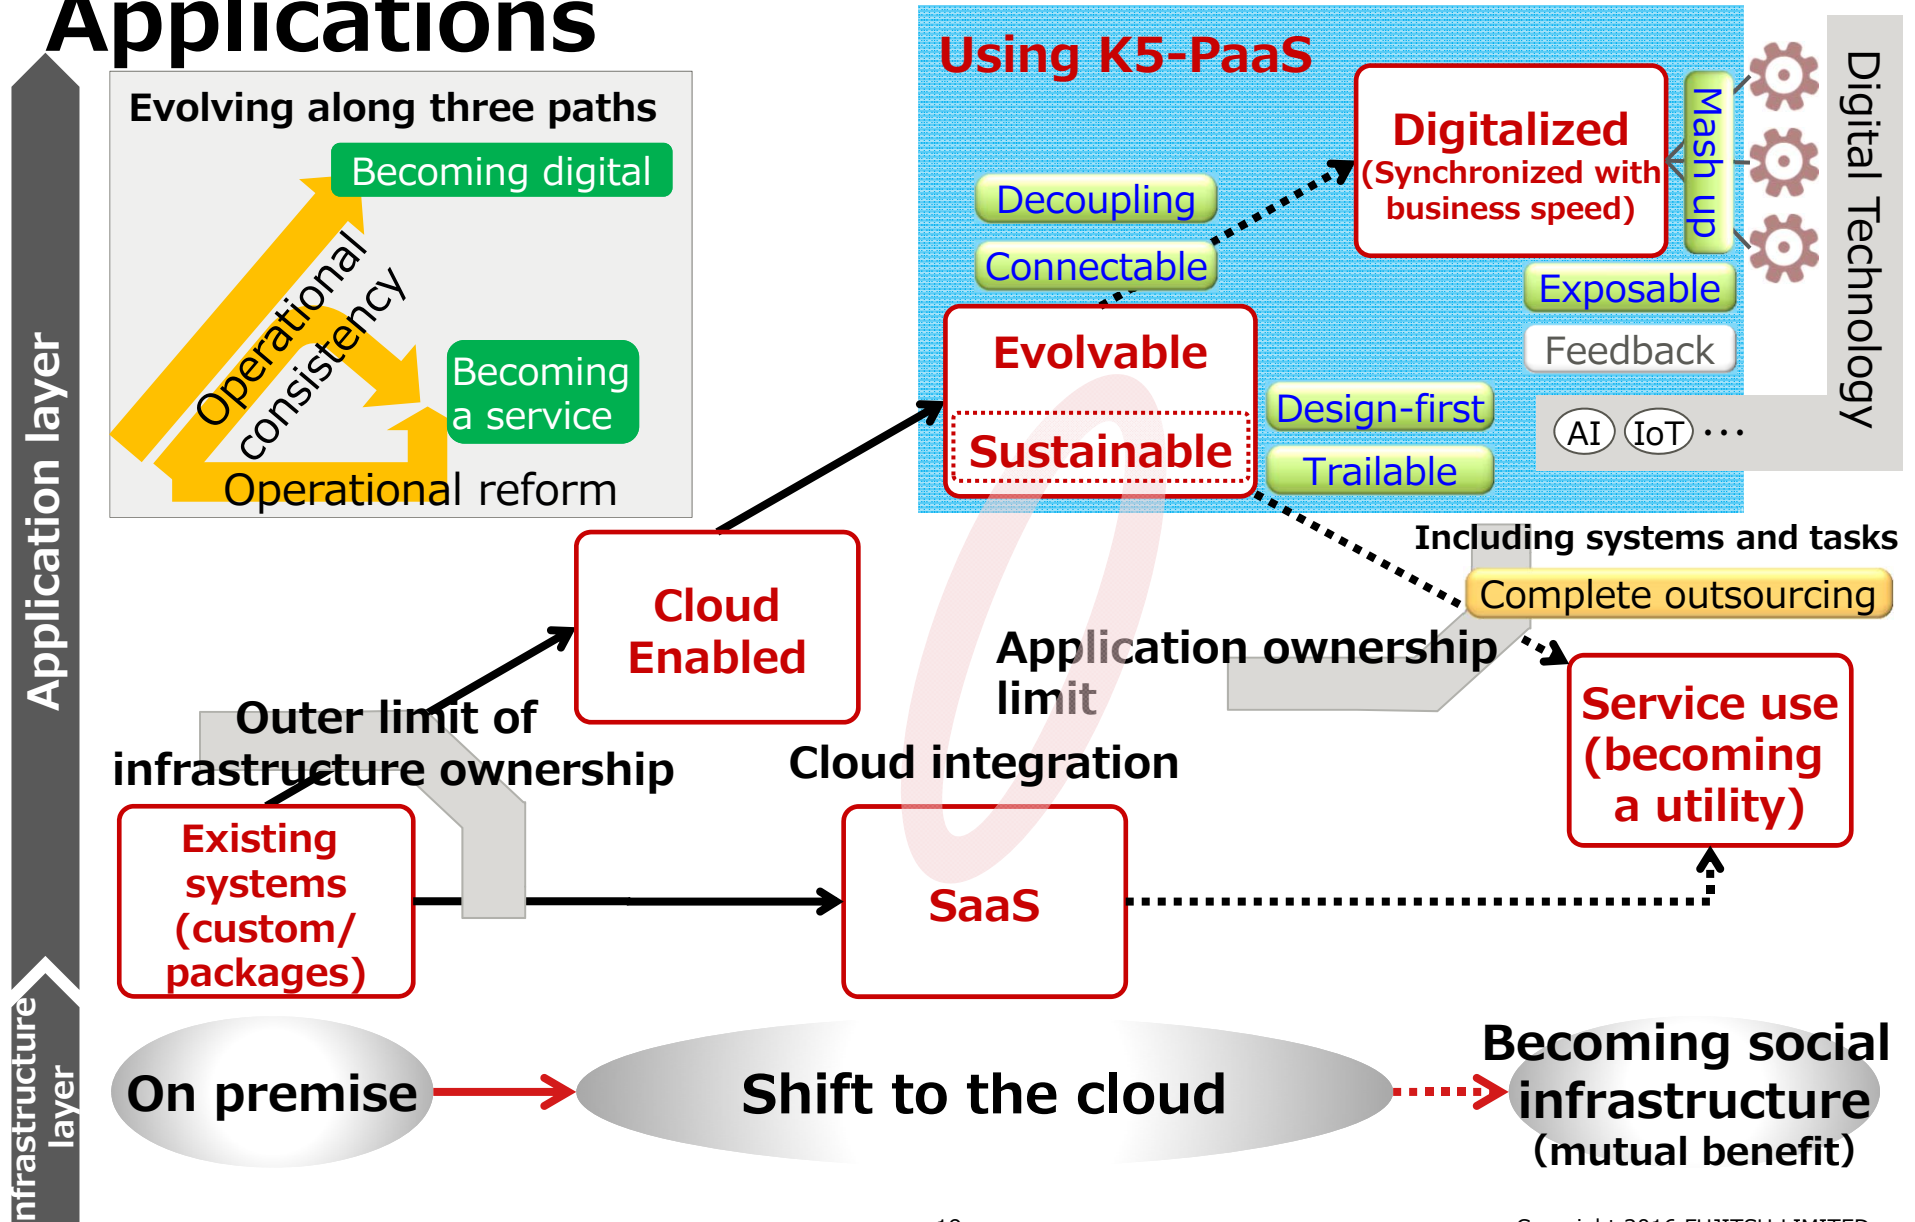 Applications
Evolving along three paths
Becoming digital
Operational
consistency
Becoming
a service
Operational reform
Using K5-PaaS
Digitalized
(Synchronized with
business speed)
Mash up
Digital Technology
Decoupling
Connectable
Exposable
Feedback
Evolvable
Sustainable
Design-first
Trailable
AI
IoT
···
Including systems and tasks
Complete outsourcing
Cloud
Enabled
Application ownership
limit
Outer limit of
infrastructure ownership
Cloud integration
Service use
(becoming
a utility)
Existing
systems
(custom/
packages)
SaaS
Application layer
On premise
Shift to the cloud
Becoming social
infrastructure
(mutual benefit)
nfrastructure
layer